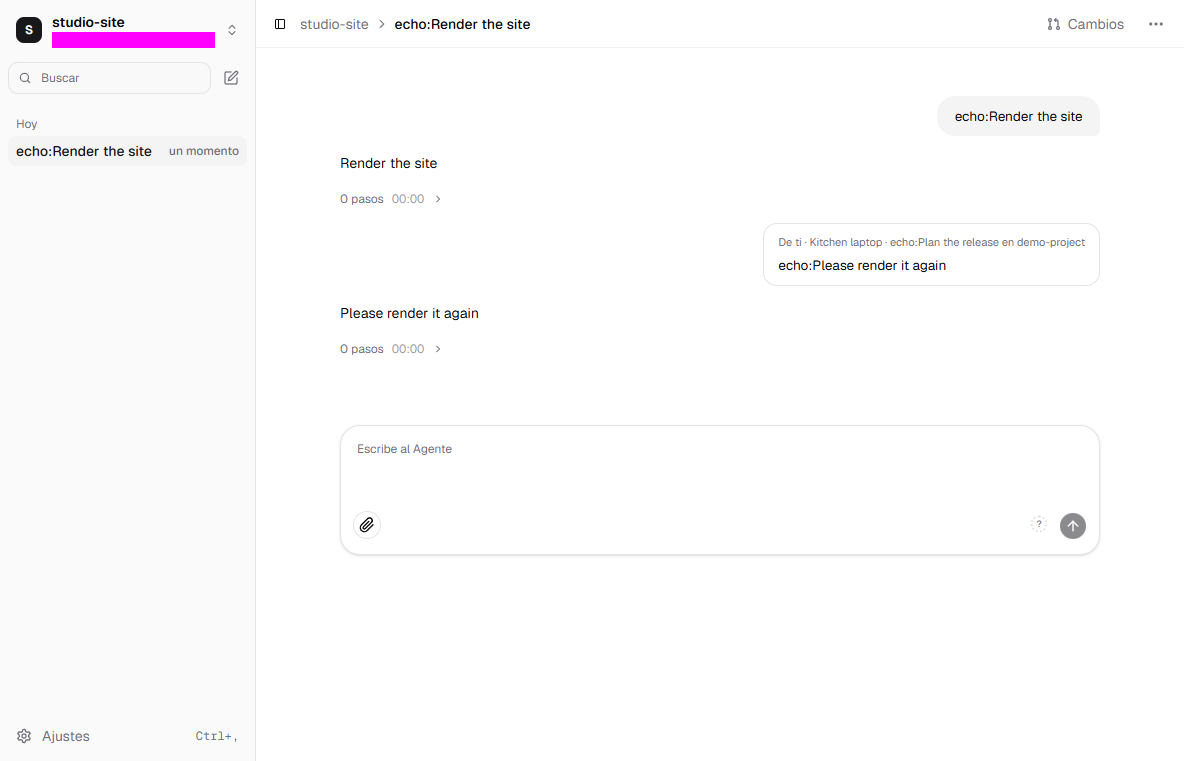 S
studio-site
Buscar
Hoy
echo:Render the site
un momento
Ajustes
Ctrl+,
studio-site
echo:Render the site
Cambios
echo:Render the site
Render the site
0 pasos 00:00
De ti · Kitchen laptop · echo:Plan the release en demo-project
echo:Please render it again
Please render it again
0 pasos 00:00
Escribe al Agente
?